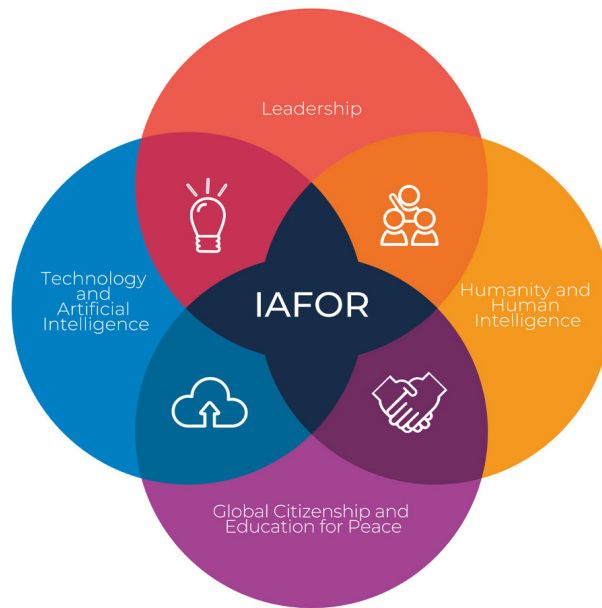 Leadership
Technology
and
Artificial
Intelligence
IAFOR
Humanity and
Human
Intelligence
Global Citizenship and
Education for Peace